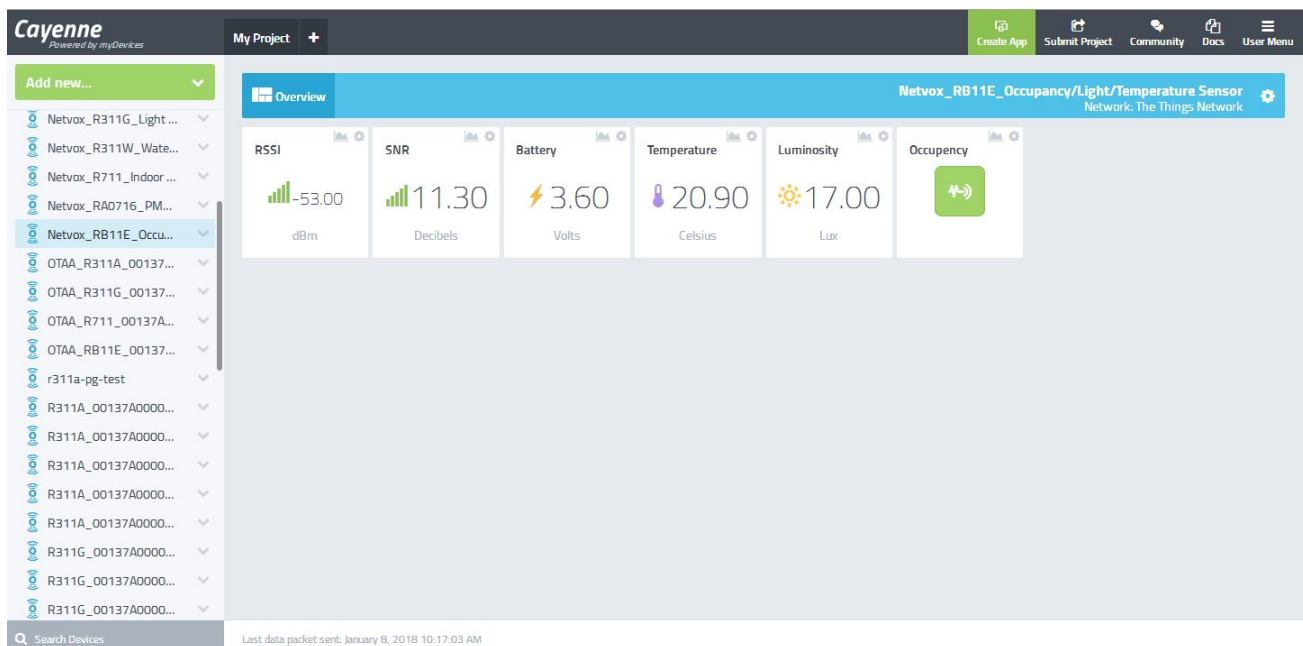 Cayenne
Powered by myDevices
My Project +
Create App
Submit Project
Community
Docs
User Menu
Add new...
Netvox_R311G_Light ...
Netvox_R311W_Wate...
Netvox_R711_Indoor ...
Netvox_RA0716_PM...
Netvox_RB11E_Occu...
OTAA_R311A_00137...
OTAA_R311G_00137...
OTAA_R711_00137A...
OTAA_RB11E_00137...
r311a-pg-test
R311A_00137A0000...
R311A_00137A0000...
R311A_00137A0000...
R311A_00137A0000...
R311A_00137A0000...
R311G_00137A0000...
R311G_00137A0000...
R311G_00137A0000...
Search Devices
Overview
Netvox_RB11E_Occupancy/Light/Temperature Sensor
Network: The Things Network
RSSI
-53.00
dBm
SNR
11.30
Decibels
Battery
3.60
Volts
Temperature
20.90
Celsius
Luminosity
17.00
Lux
Occupency
Last data packet sent: January 8, 2018 10:17:03 AM